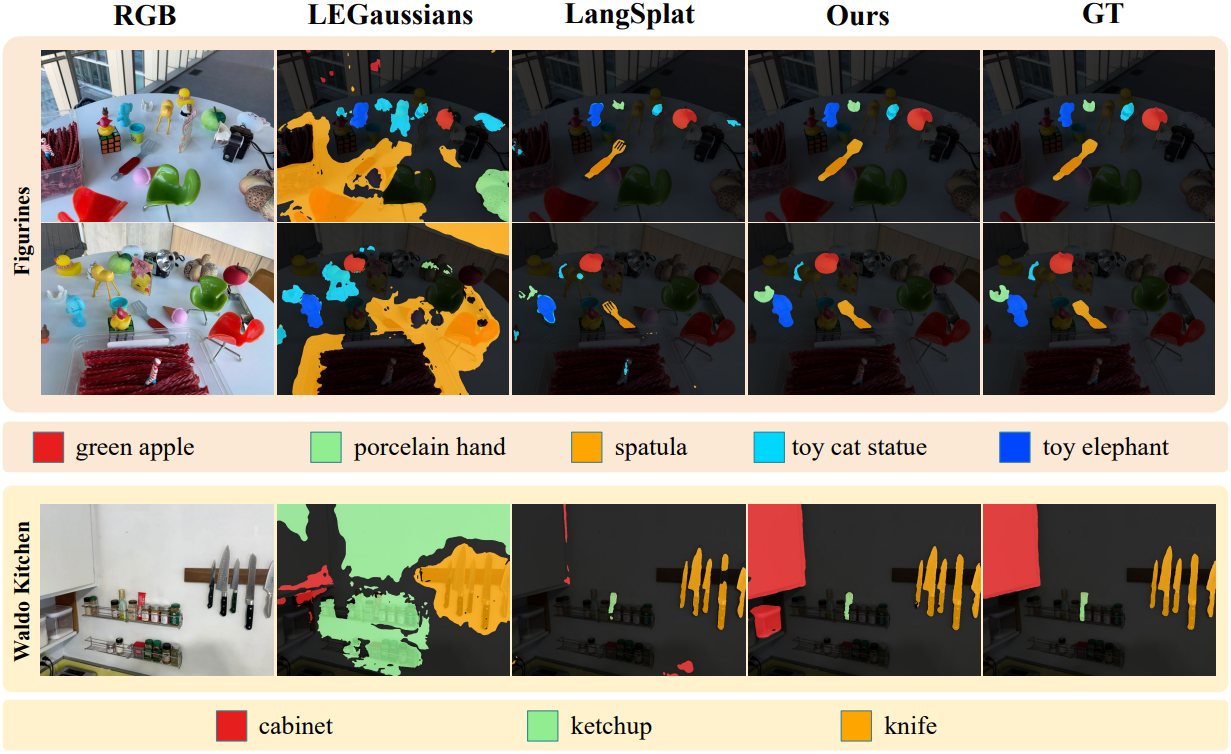 RGB LEGaussians LangSplat Ours GT
Figurines
green apple porcelain hand spatula toy cat statue toy elephant
Waldo Kitchen
cabinet ketchup knife